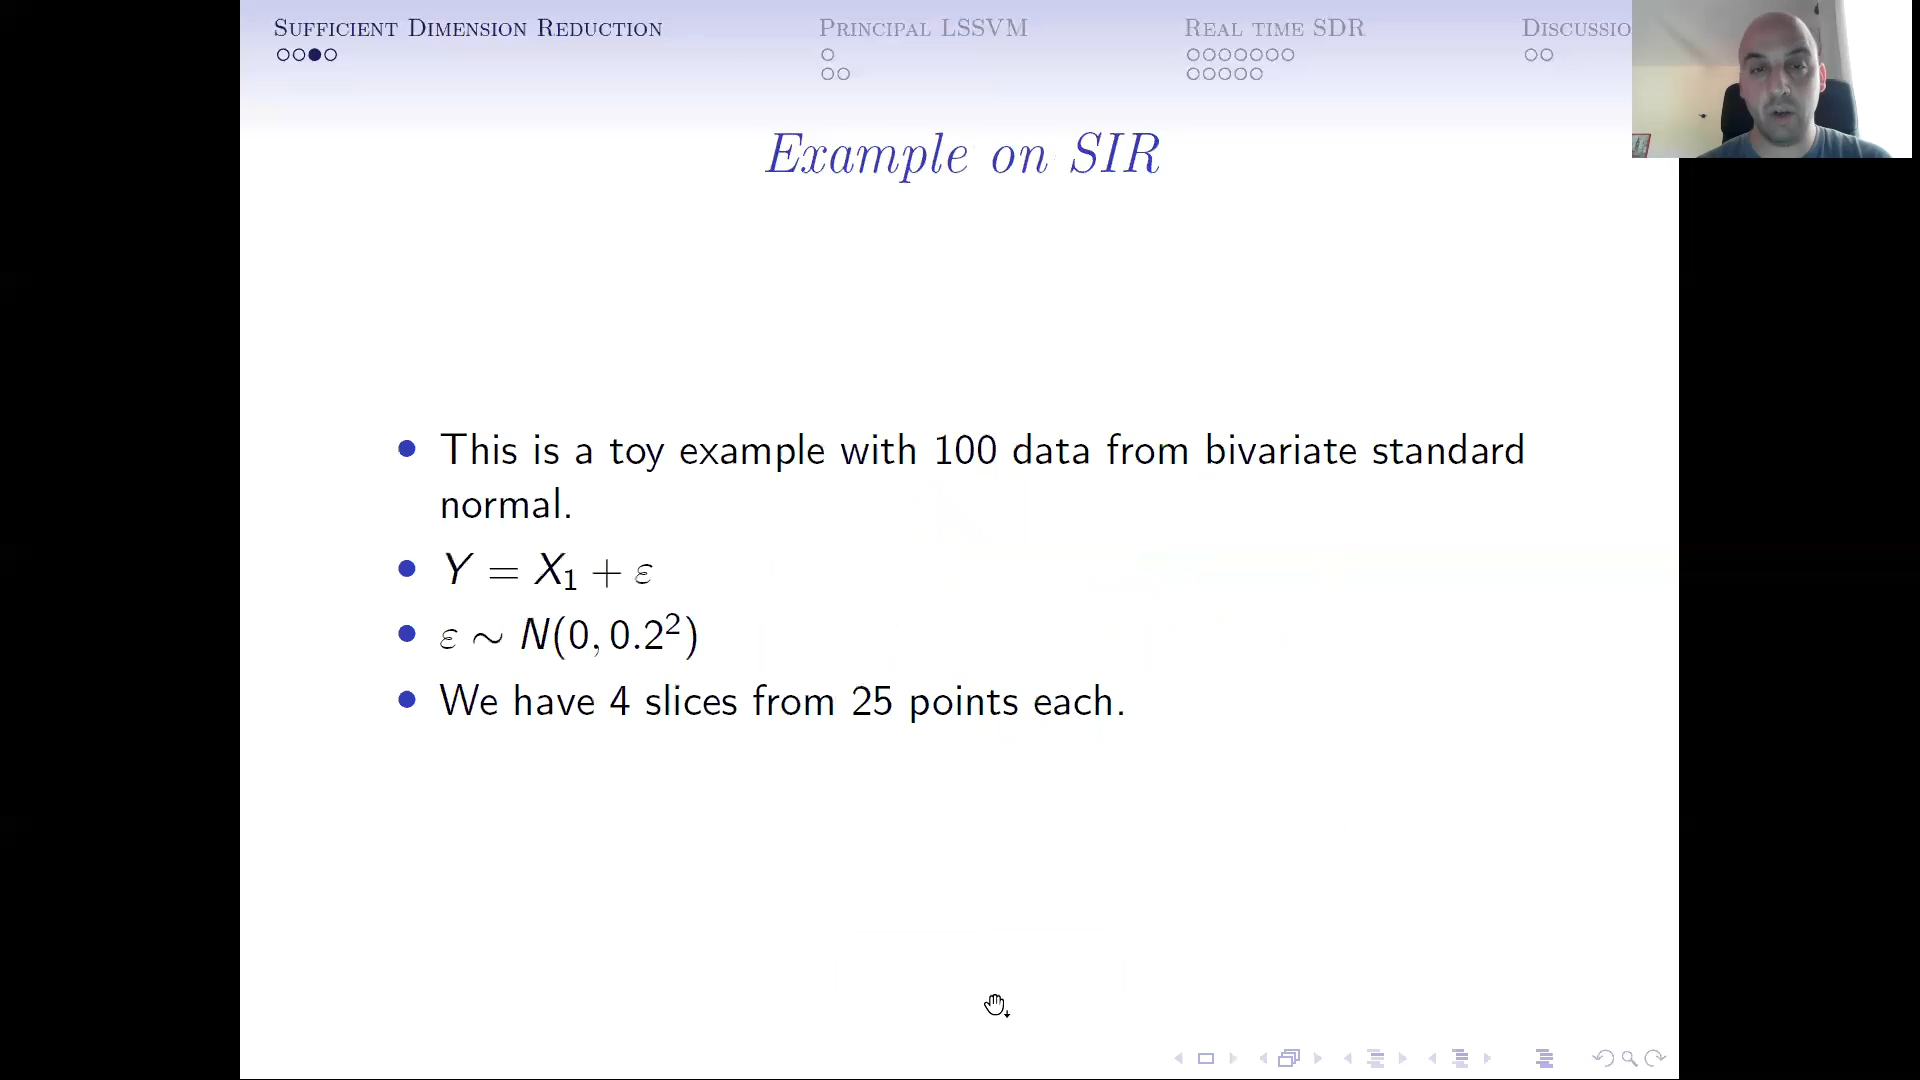 Sufficient Dimension Reduction
Principal LSSVM
Real time SDR
Discussio
Example on SIR
This is a toy example with 100 data from bivariate standard
normal.
Y = X₁ + ε
ε ∼ N(0, 0.2²)
We have 4 slices from 25 points each.